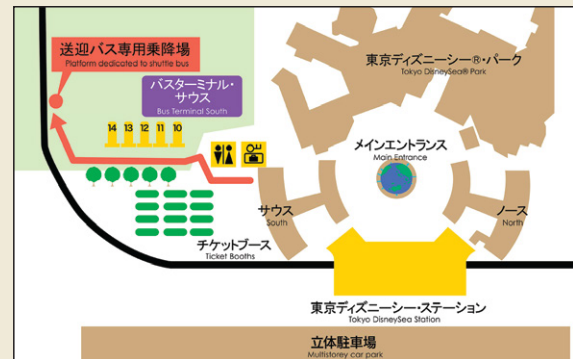 送迎バス専用乗降場
Platform dedicated to shuttle bus
バスターミナル・
サウス
Bus Terminal South
14 13 12 11 10
東京ディズニーシー®・パーク
Tokyo DisneySea® Park
メインエントランス
Main Entrance
サウス
South
ノース
North
チケットブース
Ticket Booths
東京ディズニーシー・ステーション
Tokyo DisneySea Station
立体駐車場
Multistorey car park